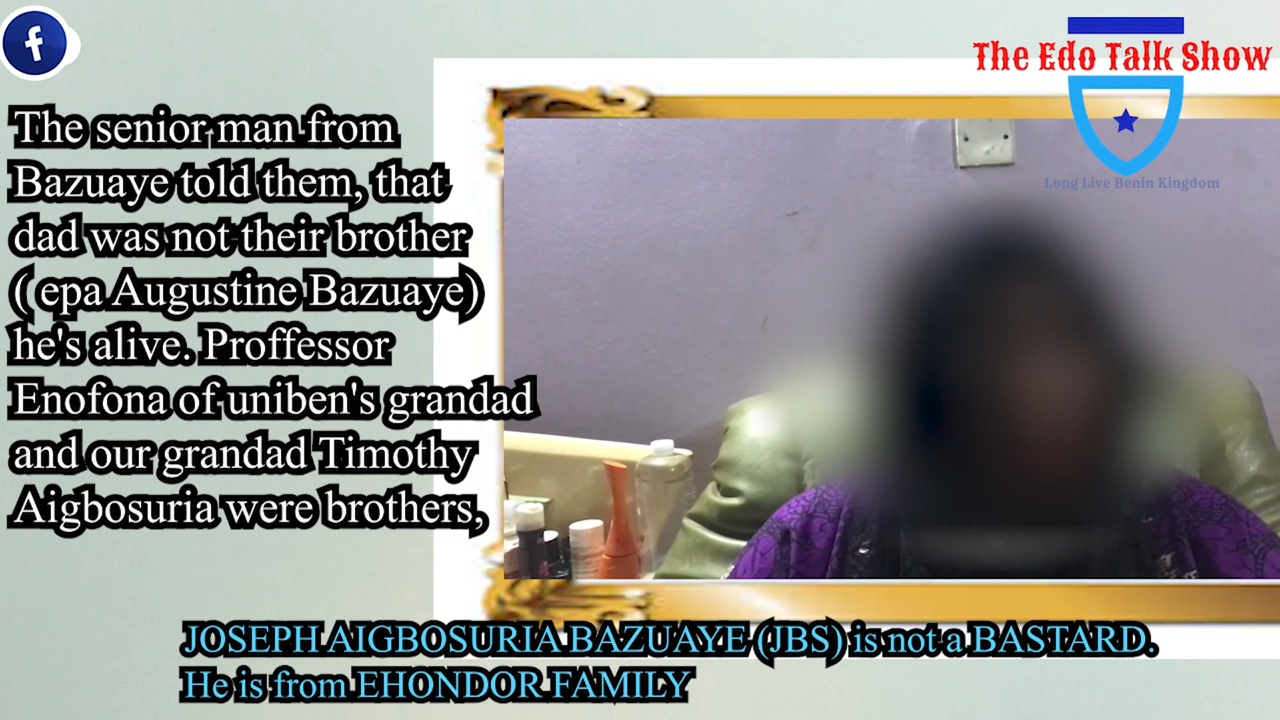 f
The Edo Talk Show
Long Live Benin Kingdom
The senior man from
Bazuaye told them, that
dad was not their brother
( epa Augustine Bazuaye)
he's alive. Proffessor
Enofona of uniben's grandad
and our grandad Timothy
Aigbosuria were brothers,
JOSEPH AIGBOSURIA BAZUAYE (JBS) is not a BASTARD.
He is from EHONDOR FAMILY